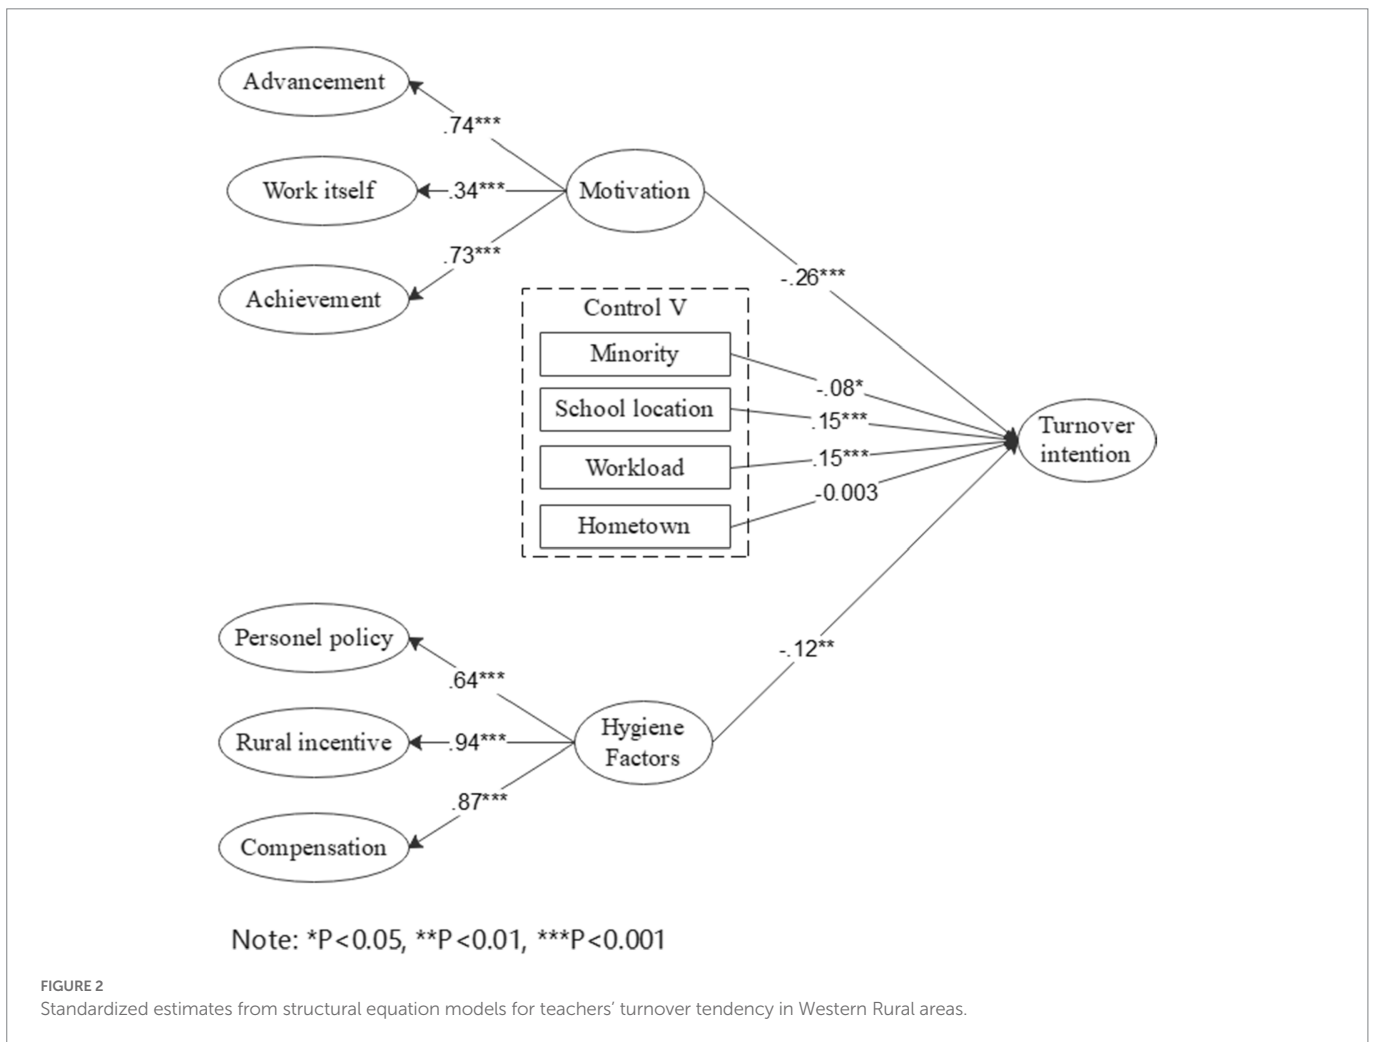 Advancement
.74***
Work itself
.34***
Motivation
.73***
Achievement
-.26***
Control V
Minority
-.08*
School location
.15***
Turnover
intention
Workload
.15***
-0.003
Hometown
Personel policy
-.12**
.64***
Rural incentive
.94***
Hygiene
Factors
.87***
Compensation
Note: *P<0.05, **P<0.01, ***P<0.001
FIGURE 2
Standardized estimates from structural equation models for teachers’ turnover tendency in Western Rural areas.